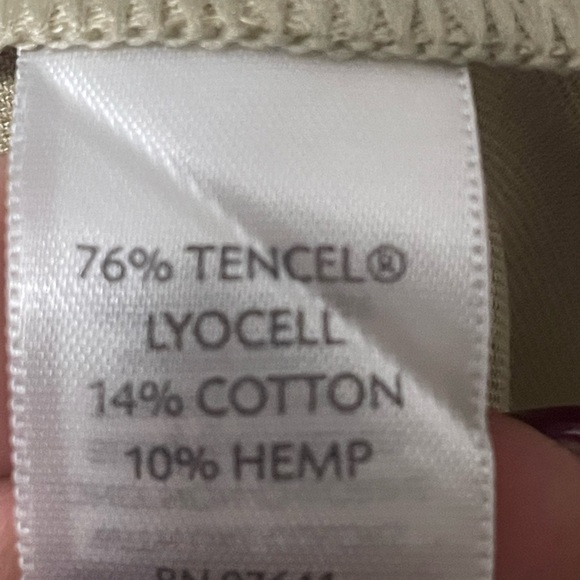 76% TENCEL®
LYOCELL
14% COTTON
10% HEMP